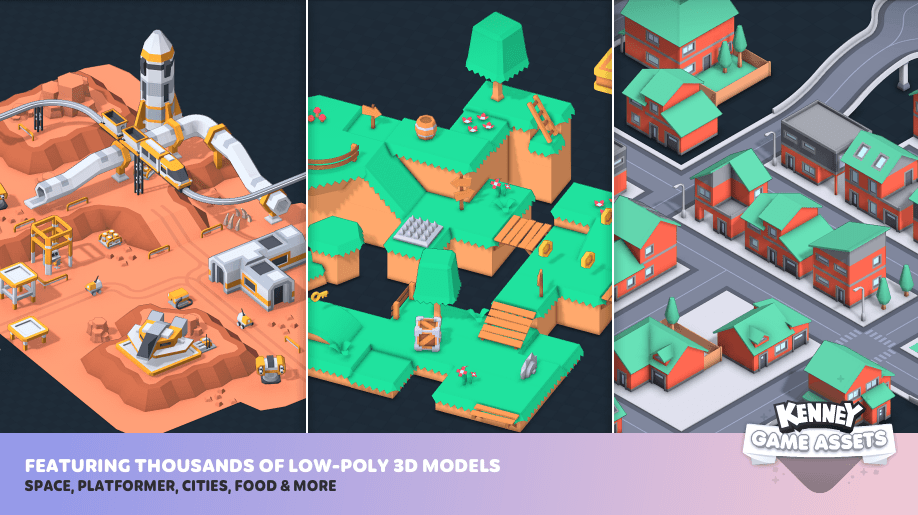 FEATURING THOUSANDS OF LOW-POLY 3D MODELS
SPACE, PLATFORMER, CITIES, FOOD & MORE
KENNEY
GAME ASSETS